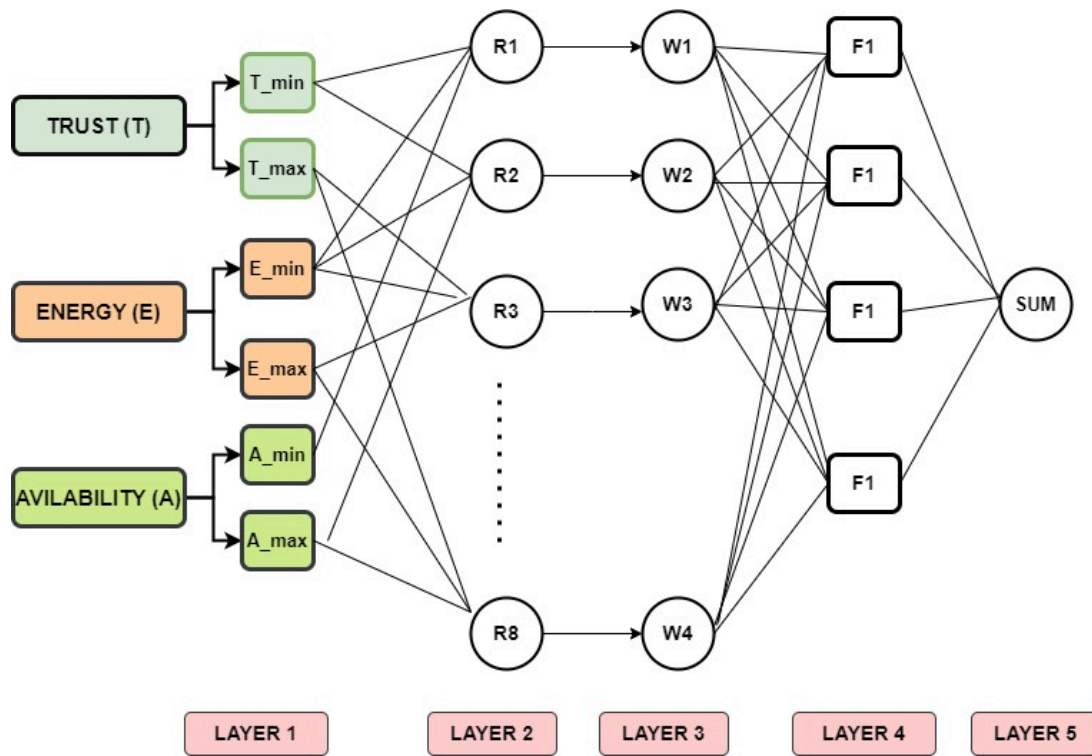 TRUST (T)
ENERGY (E)
AVILABILITY (A)
T_min
T_max
E_min
E_max
A_min
A_max
R1
R2
R3
R8
W1
W2
W3
W4
F1
F1
F1
F1
SUM
LAYER 1
LAYER 2
LAYER 3
LAYER 4
LAYER 5